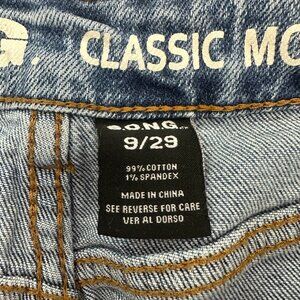 G. CLASSIC MO
B.D.N.G.
9/29
99% COTTON
1% SPANDEX
MADE IN CHINA
SEE REVERSE FOR CARE
VER AL DORSO